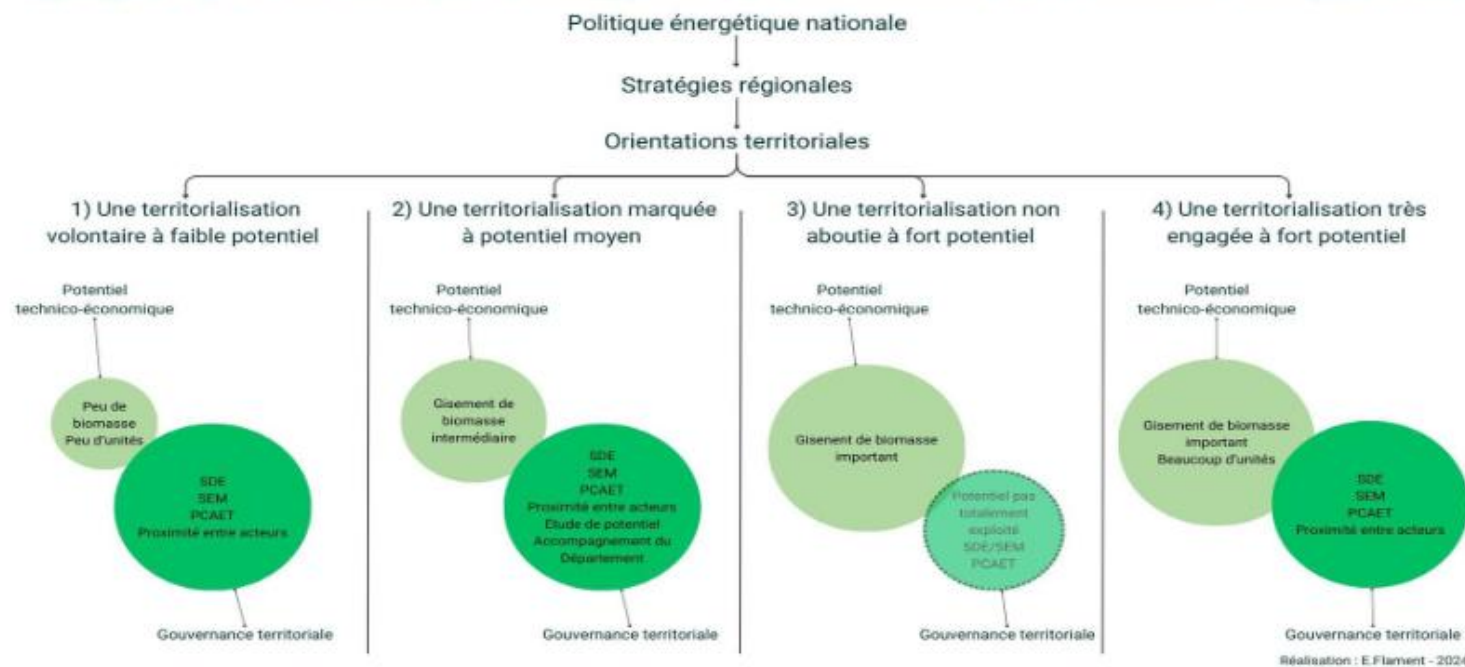 Politique énergétique nationale
Stratégies régionales
Orientations territoriales
1) Une territorialisation
volontaire à faible potentiel
Potentiel
technico-économique
Peu de
biomasse
Peu d'unités
SDE
SEM
PCAET
Proximité entre acteurs
Gouvernance territoriale
2) Une territorialisation marquée
à potentiel moyen
Potentiel
technico-économique
Gisement de
biomasse
intermédiaire
SDE
SEM
PCAET
Proximité entre acteurs
Etude de potentiel
Accompagnement du
Département
Gouvernance territoriale
3) Une territorialisation non
aboutie à fort potentiel
Potentiel
technico-économique
Gisenent de biomasse
important
Potentiel pas
totalement
exploité
SDE/SEM
PCAET
Gouvernance territoriale
4) Une territorialisation très
engagée à fort potentiel
Potentiel
technico-économique
Gisement de biomasse
important
Beaucoup d'unités
SDE
SEM
PCAET
Proximité entre acteurs
Gouvernance territoriale
Réalisation : E.Flament - 2024